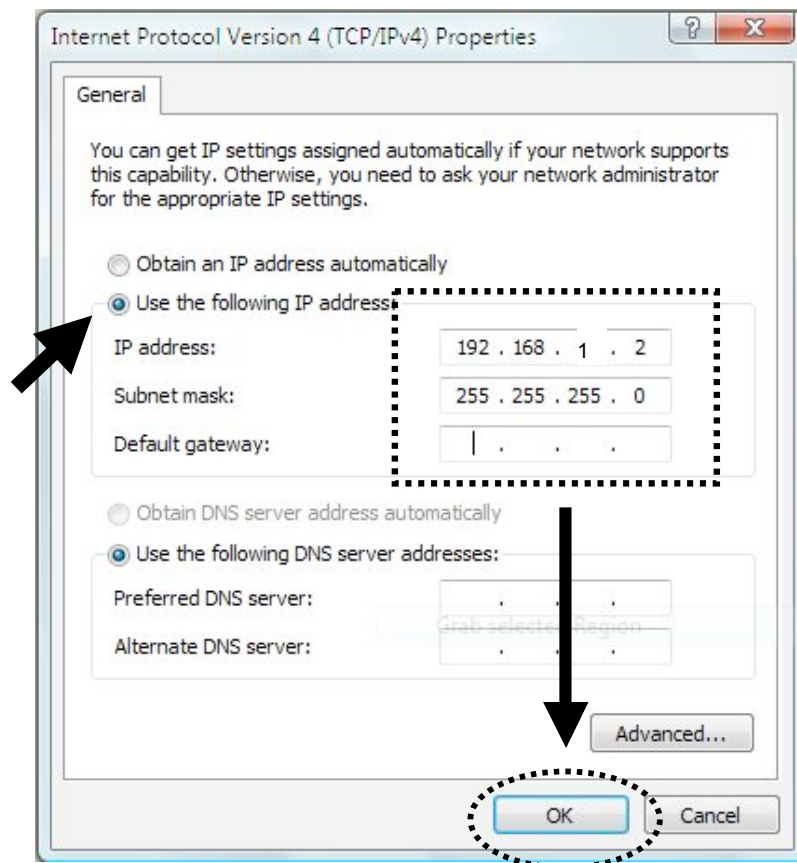 Internet Protocol Version 4 (TCP/IPv4) Properties
General
You can get IP settings assigned automatically if your network supports
this capability. Otherwise, you need to ask your network administrator
for the appropriate IP settings.
Obtain an IP address automatically
Use the following IP address:
IP address: 192 . 168 . 1 . 2
Subnet mask: 255 . 255 . 255 . 0
Default gateway: . . .
Obtain DNS server address automatically
Use the following DNS server addresses:
Preferred DNS server: . . .
Grab selected Region
Alternate DNS server: . . .
Advanced...
OK Cancel